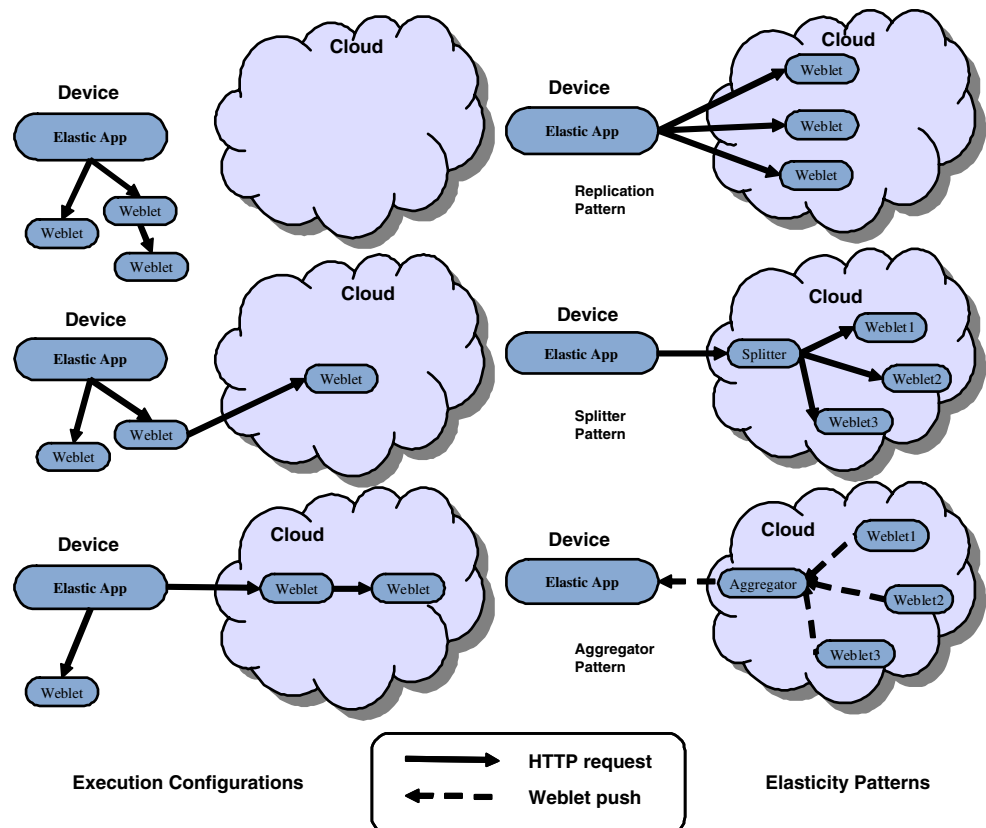 Cloud
Device
Elastic App
Weblet
Weblet
Weblet
Cloud
Device
Elastic App
Weblet
Weblet
Weblet
Replication
Pattern
Cloud
Device
Elastic App
Weblet
Weblet
Weblet
Cloud
Device
Elastic App
Splitter
Weblet1
Weblet2
Weblet3
Splitter
Pattern
Cloud
Device
Elastic App
Weblet
Weblet
Weblet
Cloud
Device
Elastic App
Aggregator
Weblet1
Weblet2
Weblet3
Aggregator
Pattern
Execution Configurations
HTTP request
Weblet push
Elasticity Patterns